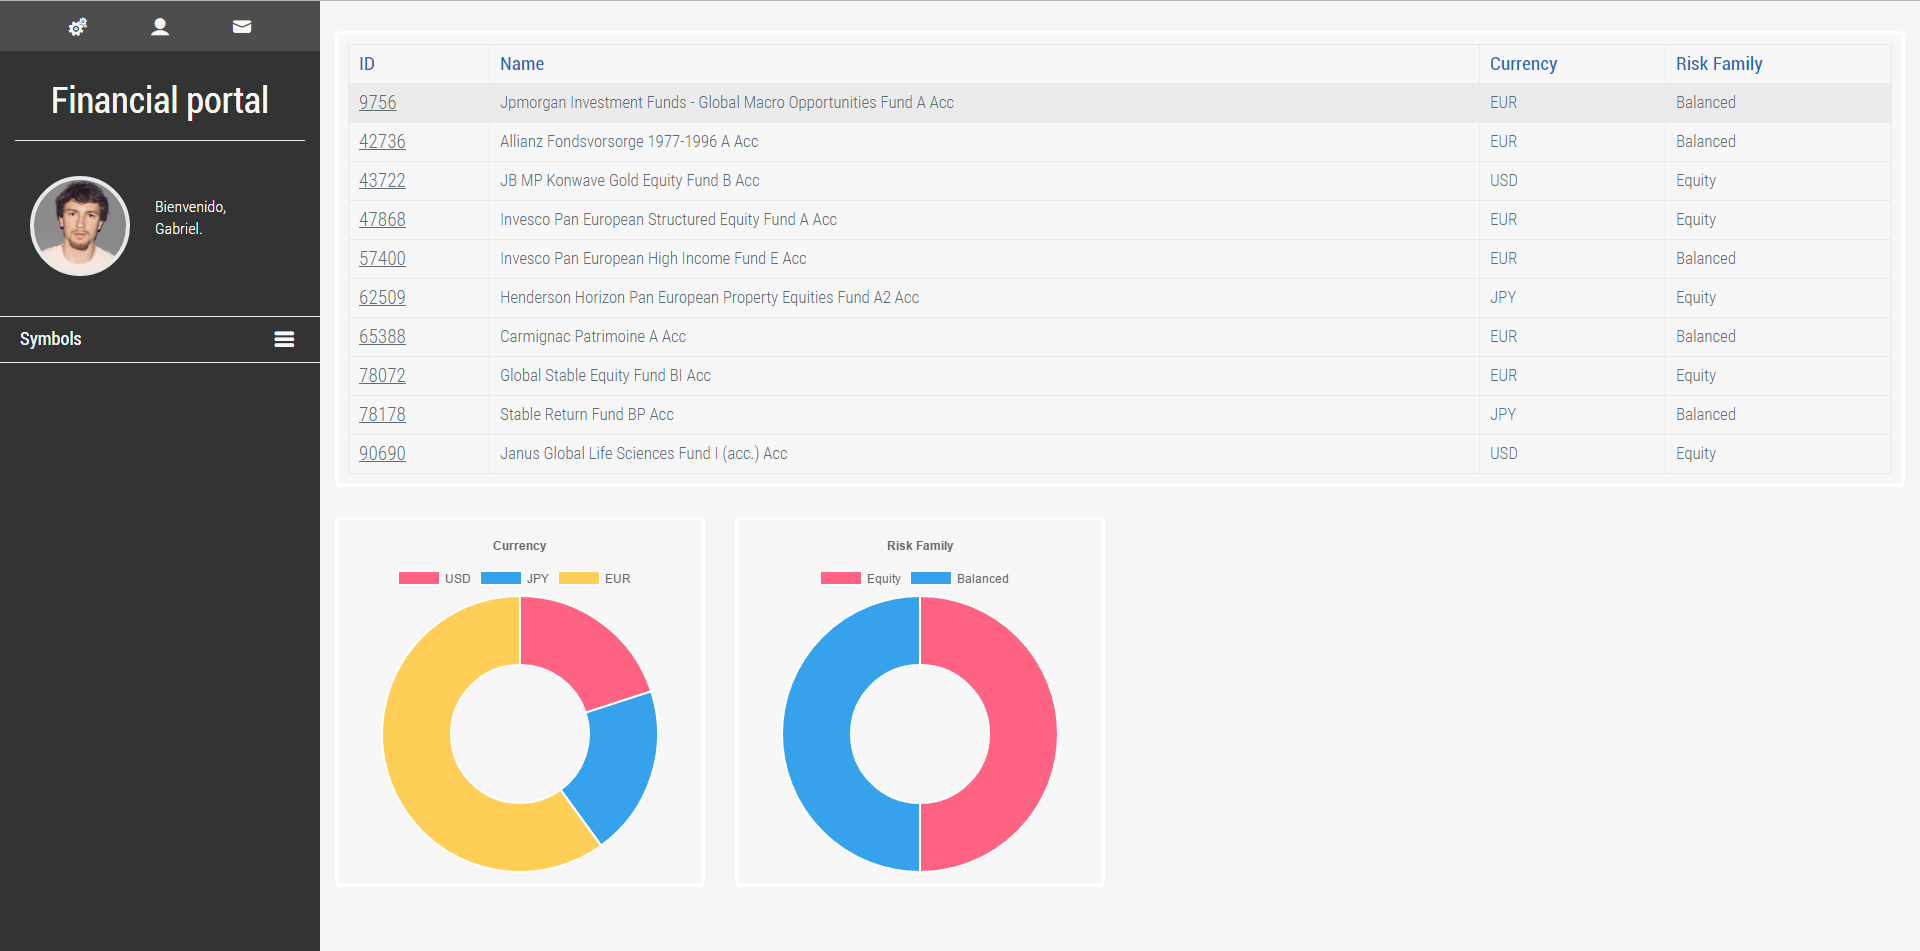 Financial portal
Bienvenido,
Gabriel.
Symbols
ID Name Currency Risk Family
9756 Jpmorgan Investment Funds - Global Macro Opportunities Fund A Acc EUR Balanced
42736 Allianz Fondsvorsorge 1977-1996 A Acc EUR Balanced
43722 JB MP Konwave Gold Equity Fund B Acc USD Equity
47868 Invesco Pan European Structured Equity Fund A Acc EUR Equity
57400 Invesco Pan European High Income Fund E Acc EUR Balanced
62509 Henderson Horizon Pan European Property Equities Fund A2 Acc JPY Equity
65388 Carmignac Patrimoine A Acc EUR Balanced
78072 Global Stable Equity Fund BI Acc EUR Equity
78178 Stable Return Fund BP Acc JPY Balanced
90690 Janus Global Life Sciences Fund I (acc.) Acc USD Equity
Currency
USD JPY EUR
Risk Family
Equity Balanced